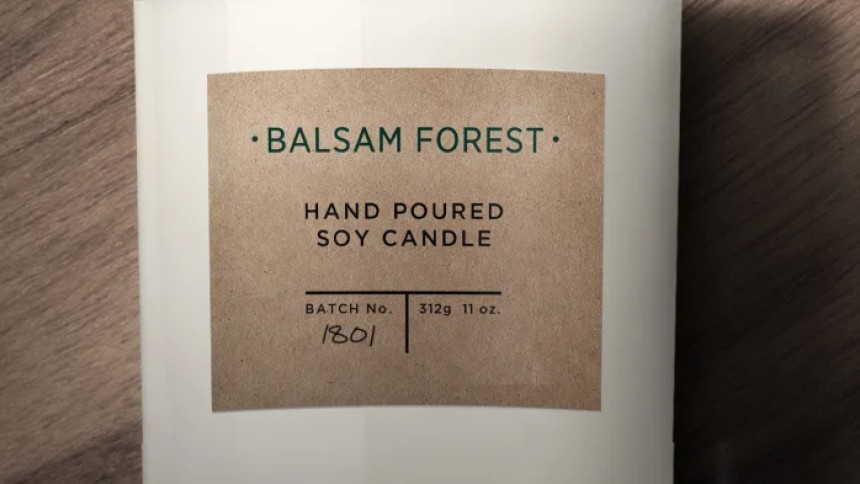 · BALSAM FOREST ·
HAND POURED
SOY CANDLE
BATCH No. 312g 11 oz.
1801